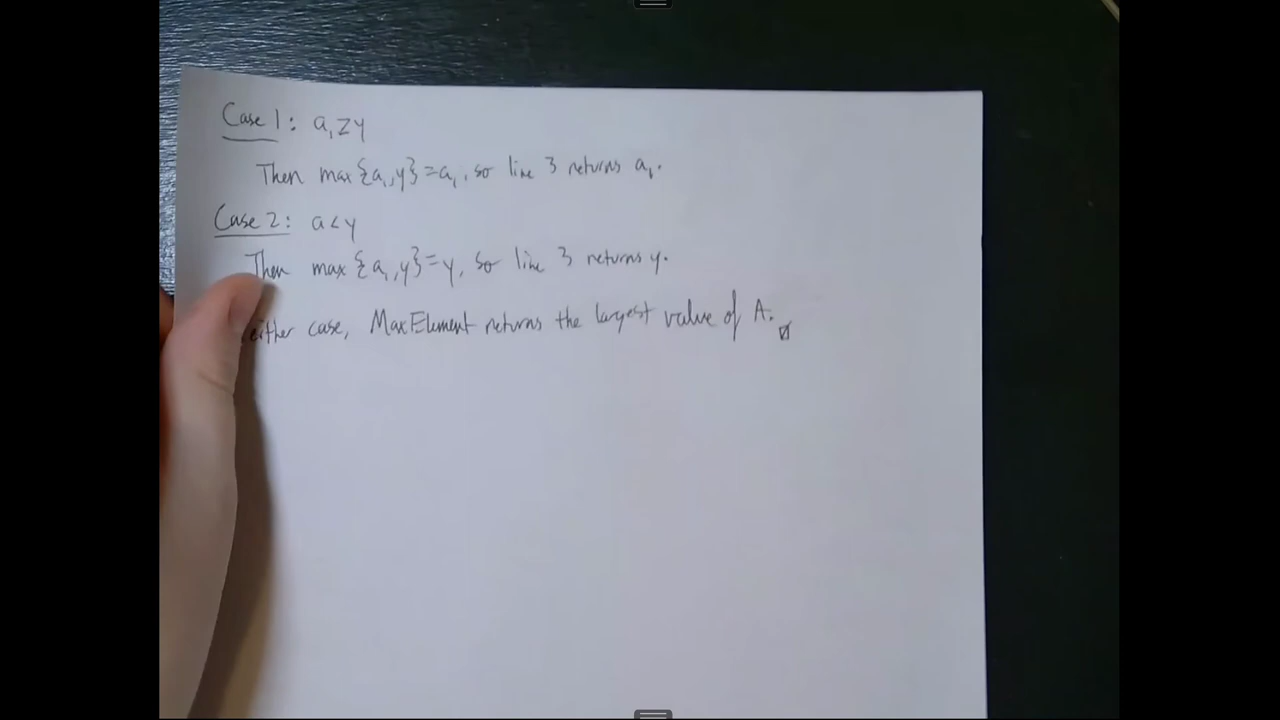 Case 1: a₁ ≥ y
Then max{a₁, y} = a₁, so line 3 returns a₁.
Case 2: a < y
Then max{a₁, y} = y, so line 3 returns y.
either case, MaxElement returns the largest value of A.